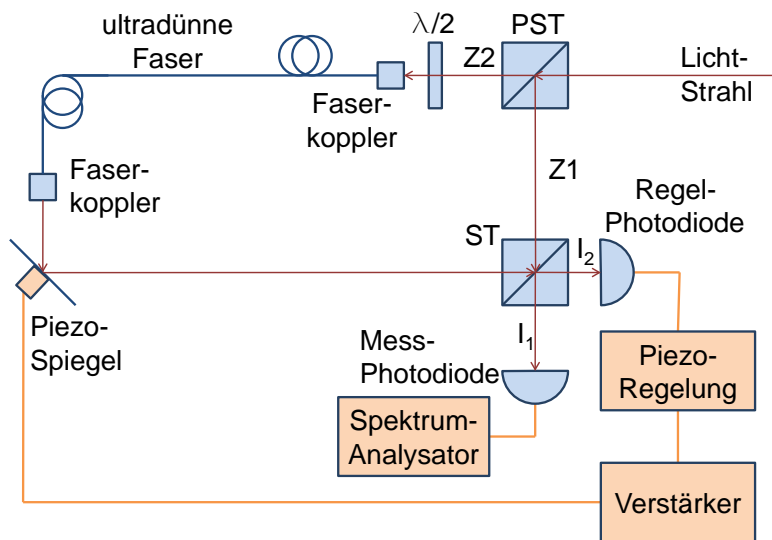 ultradünne
Faser
λ/2
PST
Z2
Licht-
Strahl
Faser-
koppler
Faser-
koppler
Z1
Regel-
Photodiode
ST
I₂
Piezo-
Spiegel
I₁
Mess-
Photodiode
Piezo-
Regelung
Spektrum-
Analysator
Verstärker